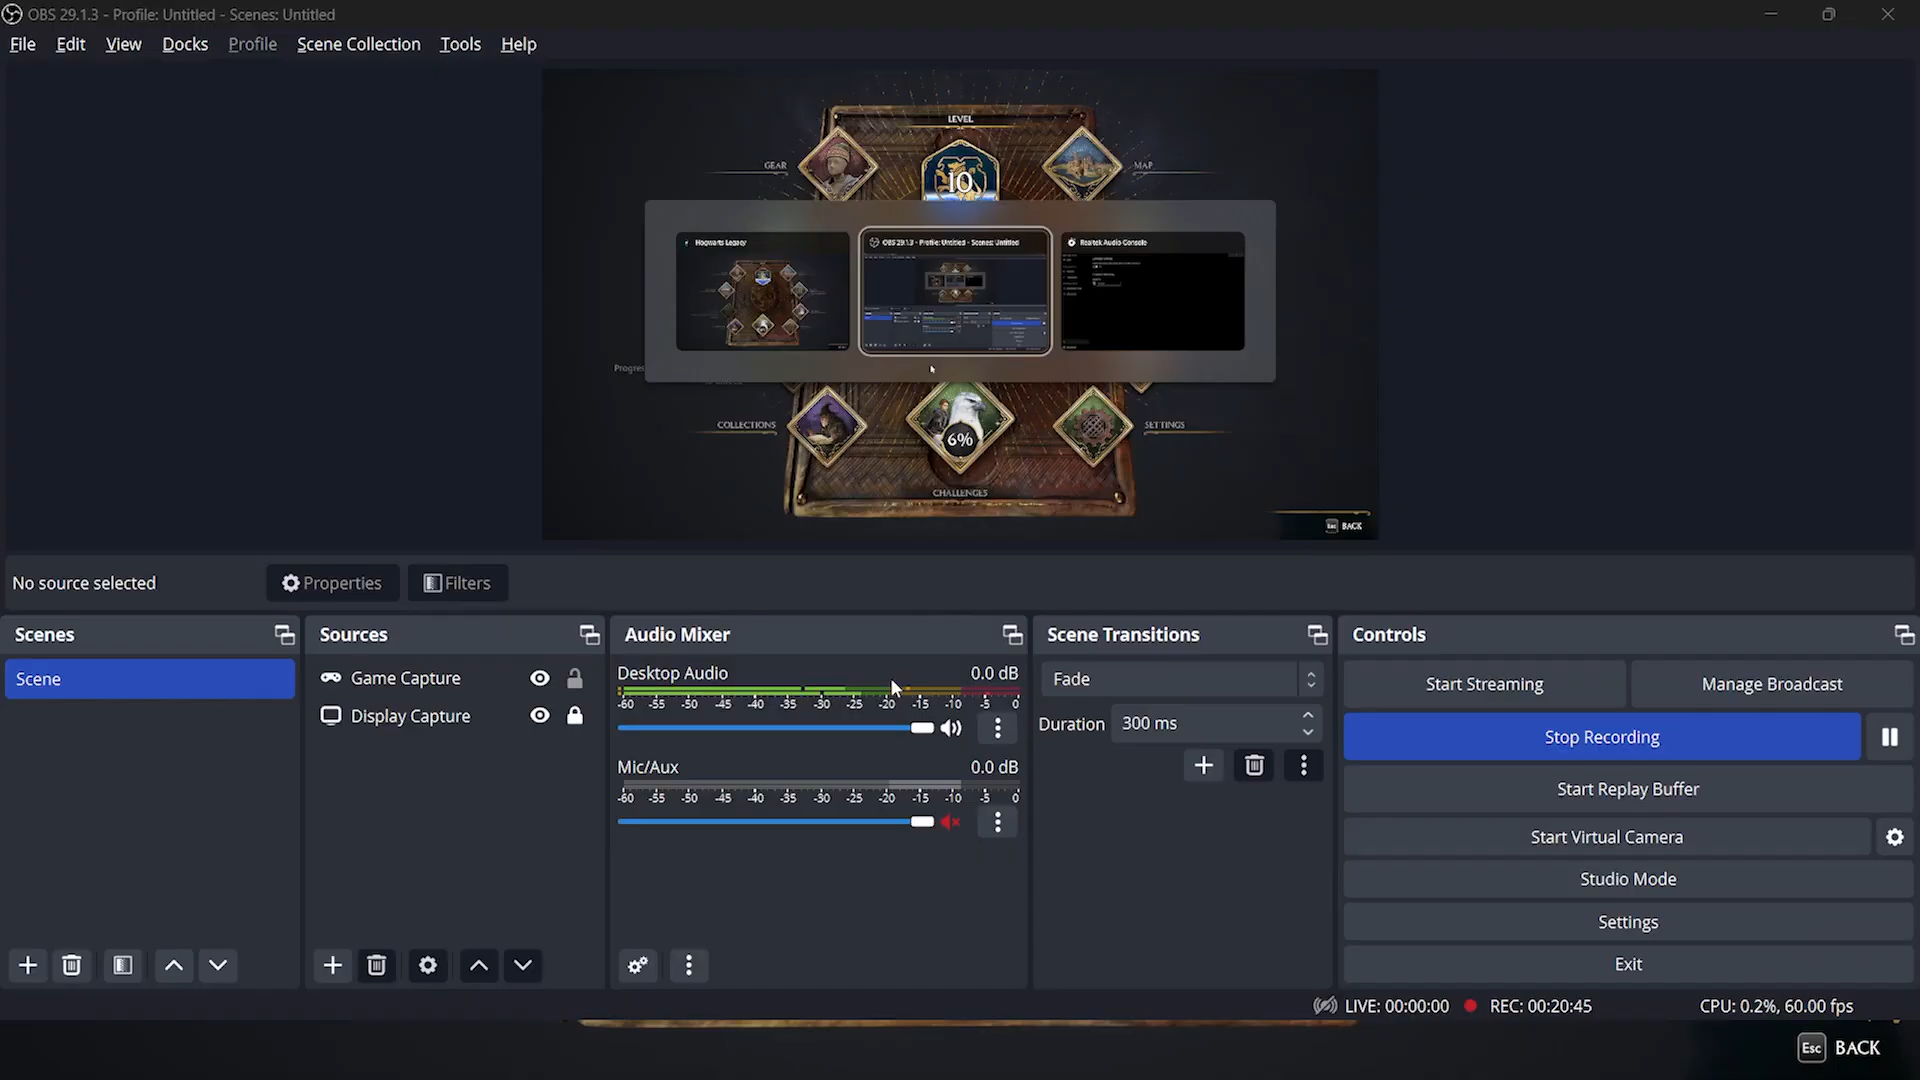 OBS 29.1.3 - Profile: Untitled - Scenes: Untitled
File Edit View Docks Profile Scene Collection Tools Help
LEVEL
GEAR
10
MAP
Hogwarts Legacy
OBS 29.1.3 - Profile: Untitled - Scenes: Untitled
Realtek Audio Console
Progres
COLLECTIONS
6%
SETTINGS
CHALLENGES
Esc BACK
No source selected
Properties
Filters
Scenes
Scene
Sources
Game Capture
Display Capture
Audio Mixer
Desktop Audio 0.0 dB
-60 -55 -50 -45 -40 -35 -30 -25 -20 -15 -10 -5 0
Mic/Aux 0.0 dB
-60 -55 -50 -45 -40 -35 -30 -25 -20 -15 -10 -5 0
Scene Transitions
Fade
Duration 300 ms
Controls
Start Streaming
Manage Broadcast
Stop Recording
Start Replay Buffer
Start Virtual Camera
Studio Mode
Settings
Exit
LIVE: 00:00:00 REC: 00:20:45 CPU: 0.2%, 60.00 fps
Esc BACK